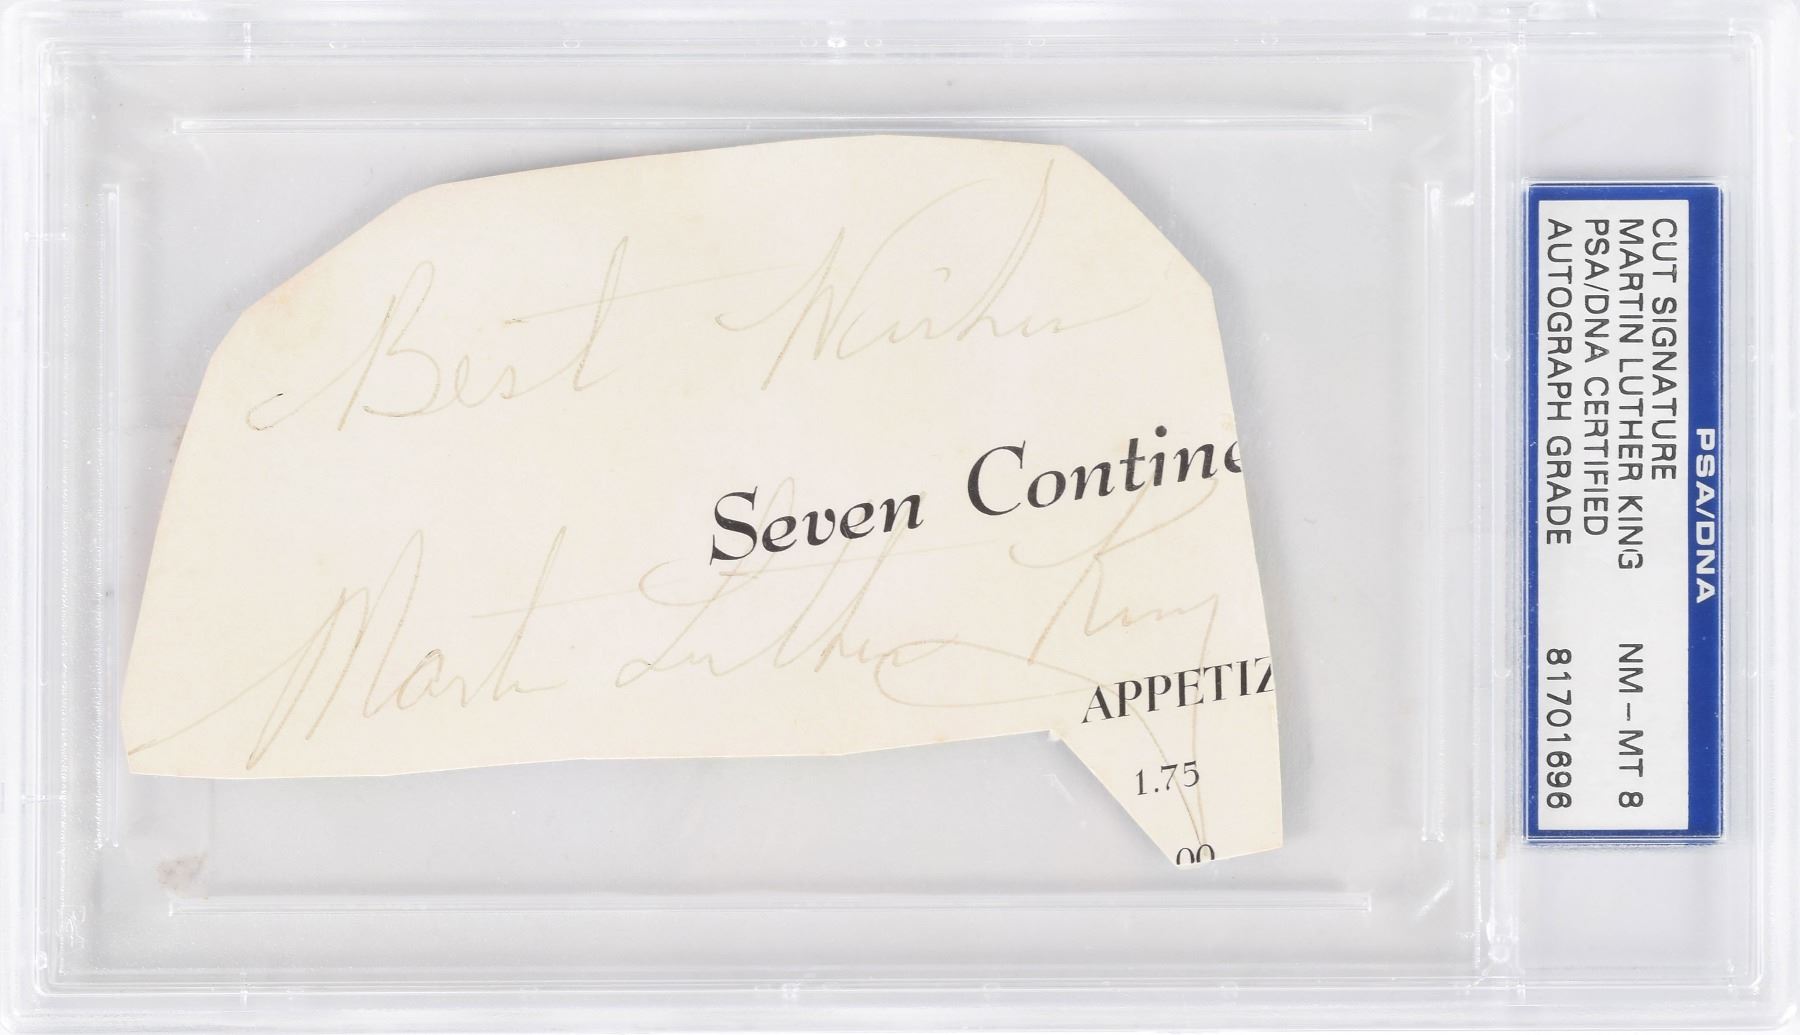 Best Wishes
Seven Contine
Martin Luther King
APPETIZ
1.75
00
PSA/DNA
CUT SIGNATURE
MARTIN LUTHER KING NM-MT 8
PSA/DNA CERTIFIED
AUTOGRAPH GRADE 81701696